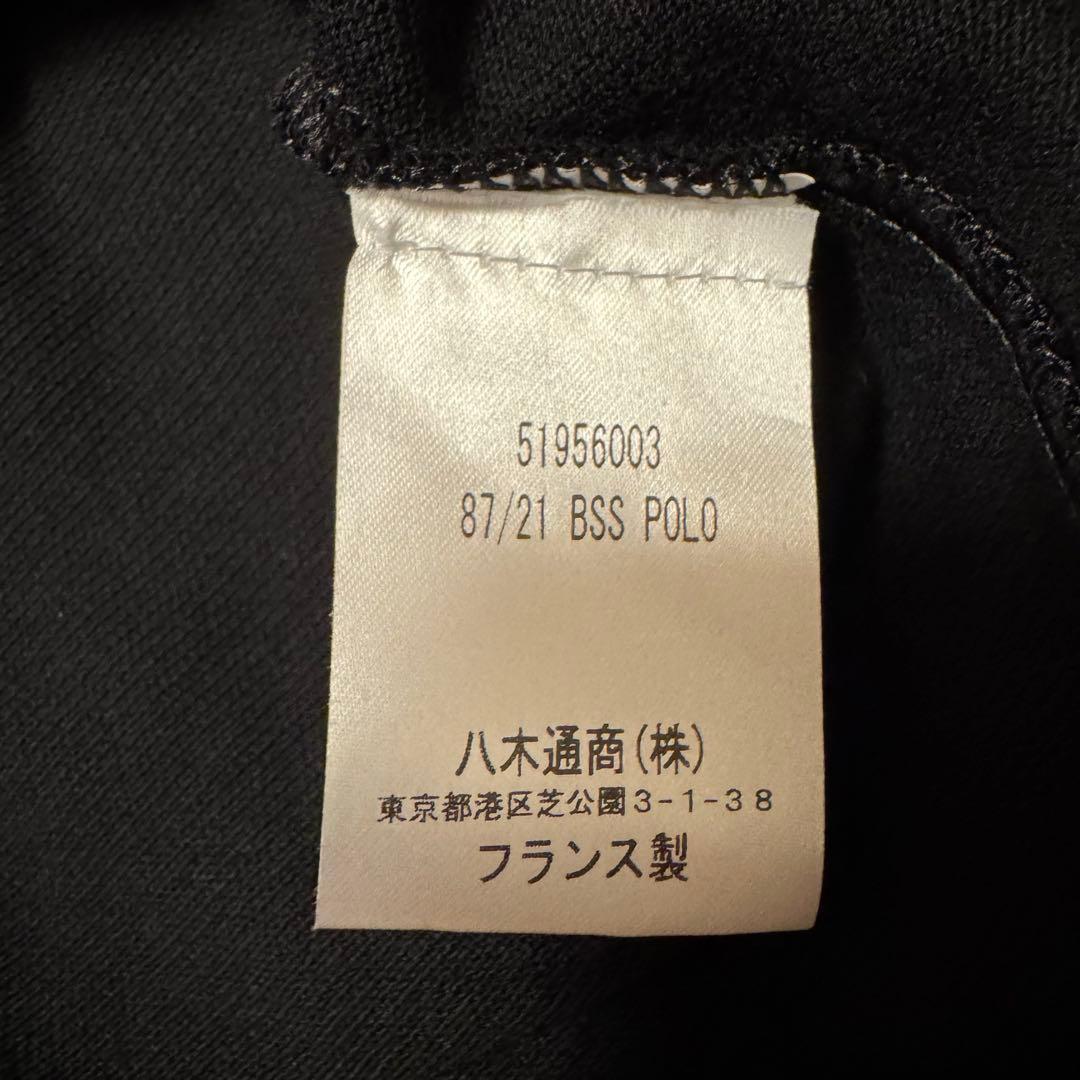 51956003
87/21 BSS POLO
八木通商(株)
東京都港区芝公園3-1-38
フランス製